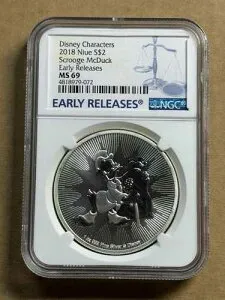 Disney Characters
2018 Niue S$2
Scrooge McDuck
Early Releases
MS 69
4818979-072
EARLY RELEASES®
NGC®